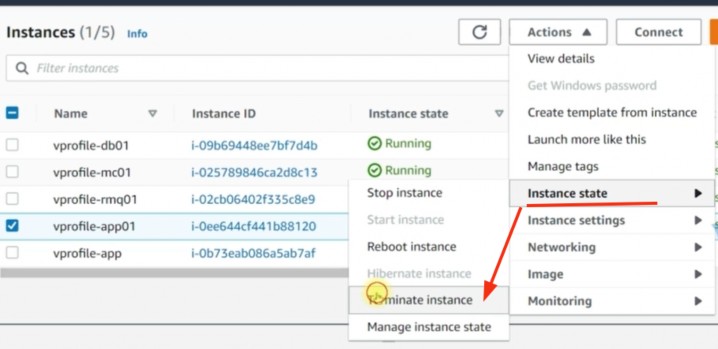 Instances (1/5) Info
Actions ▲
Connect
Filter instances
View details
Get Windows password
Create template from instance
Launch more like this
Manage tags
Instance state
Instance settings
Networking
Image
Monitoring
Name
Instance ID
Instance state
vprofile-db01 i-09b69448ee7bf7d4b Running
vprofile-mc01 i-025789846ca2d8c13 Running
vprofile-rmq01 i-02cb06402f335c8e9
vprofile-app01 i-0ee644cf441b88120
vprofile-app i-0b73eab086a5ab7af
Stop instance
Start instance
Reboot instance
Hibernate instance
Terminate instance
Manage instance state